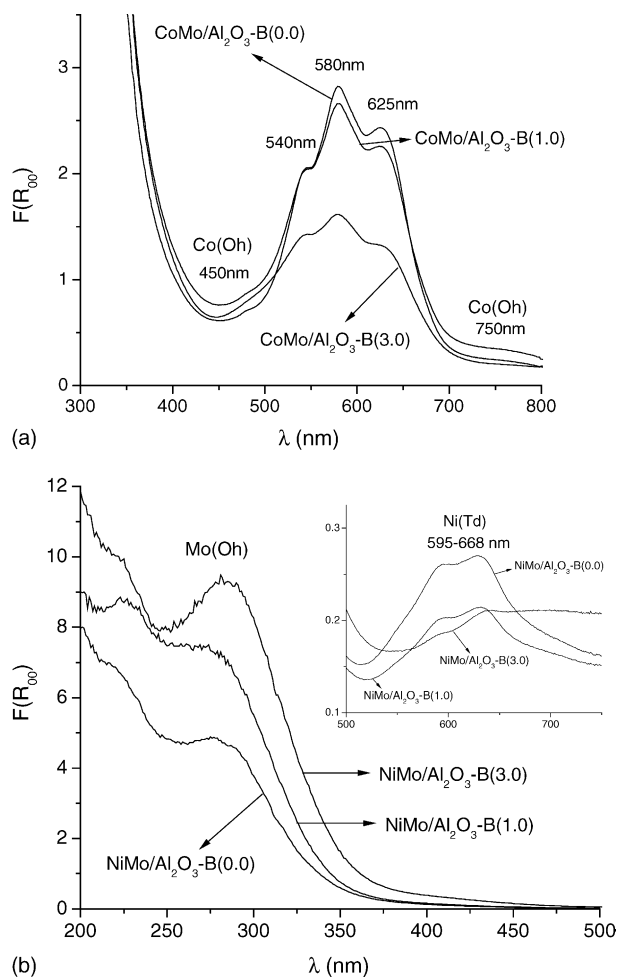 CoMo/Al₂O₃-B(0.0)
580nm
625nm
540nm
CoMo/Al₂O₃-B(1.0)
Co(Oh)
450nm
Co(Oh)
750nm
CoMo/Al₂O₃-B(3.0)
F(R₀₀)
3
2
1
0
300 400 500 600 700 800
(a)
λ (nm)
12
10
8
6
4
2
0
F(R₀₀)
Mo(Oh)
Ni(Td)
595-668 nm
NiMo/Al₂O₃-B(0.0)
NiMo/Al₂O₃-B(3.0)
NiMo/Al₂O₃-B(1.0)
0.3
0.2
0.1
500 600 700
NiMo/Al₂O₃-B(3.0)
NiMo/Al₂O₃-B(1.0)
NiMo/Al₂O₃-B(0.0)
200 250 300 350 400 450 500
(b)
λ (nm)